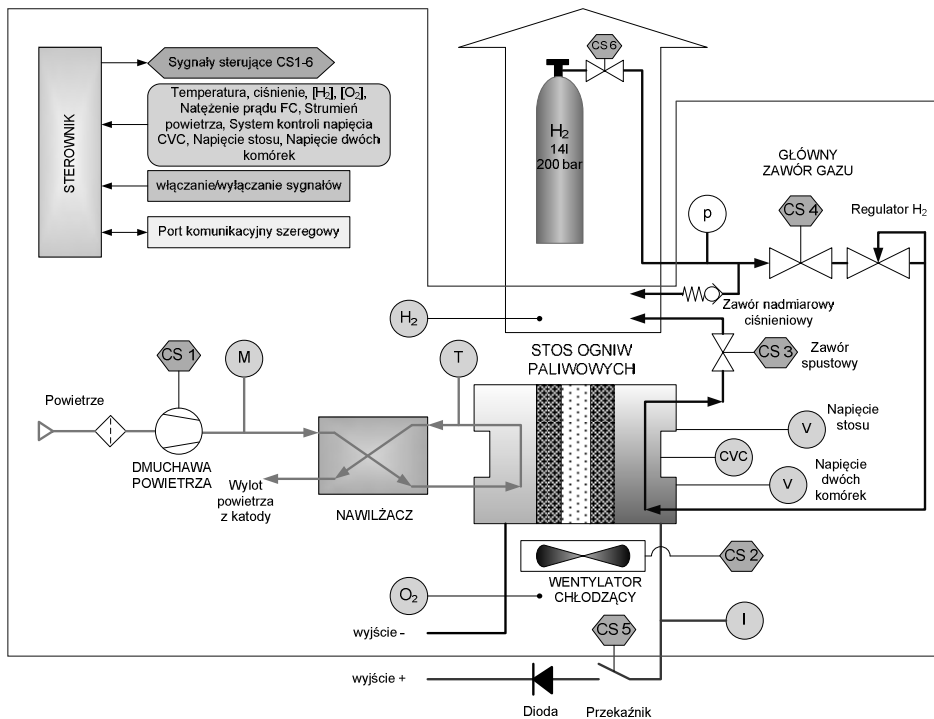 STEROWNIK
Sygnały sterujące CS1-6
Temperatura, ciśnienie, [H₂], [O₂],
Natężenie prądu FC, Strumień
powietrza, System kontroli napięcia
CVC, Napięcie stosu, Napięcie dwóch
komórek
włączanie/wyłączanie sygnałów
Port komunikacyjny szeregowy
CS6
H₂
14l
200 bar
GŁÓWNY
ZAWÓR GAZU
p
CS 4
Regulator H₂
Zawór nadmiarowy
ciśnieniowy
H₂
CS 1
M
T
STOS OGNIW
PALIWOWYCH
CS 3
Zawór
spustowy
Powietrze
DMUCHAWA
POWIETRZA
Wylot
powietrza
z katody
NAWILŻACZ
V
Napięcie
stosu
CVC
V
Napięcie
dwóch
komórek
CS 2
WENTYLATOR
CHŁODZĄCY
O₂
wyjście -
CS 5
I
wyjście +
Dioda
Przekaźnik